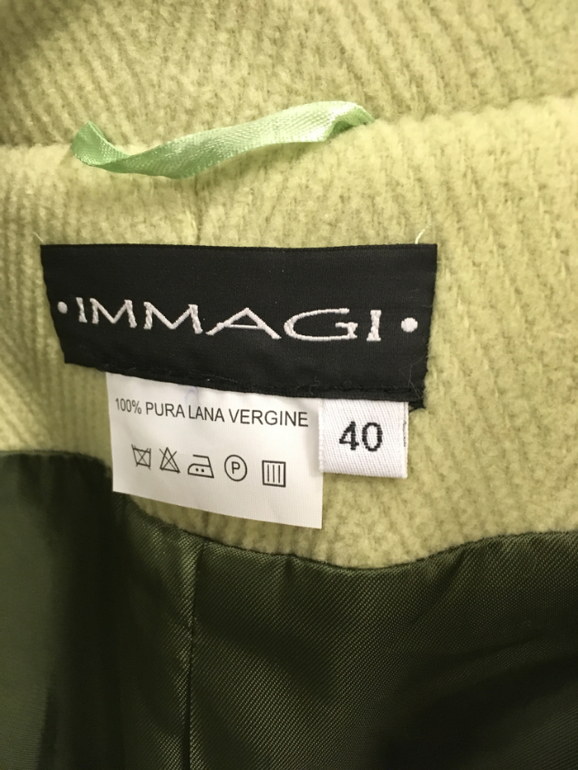 • IMMAGI •
100% PURA LANA VERGINE
40
P